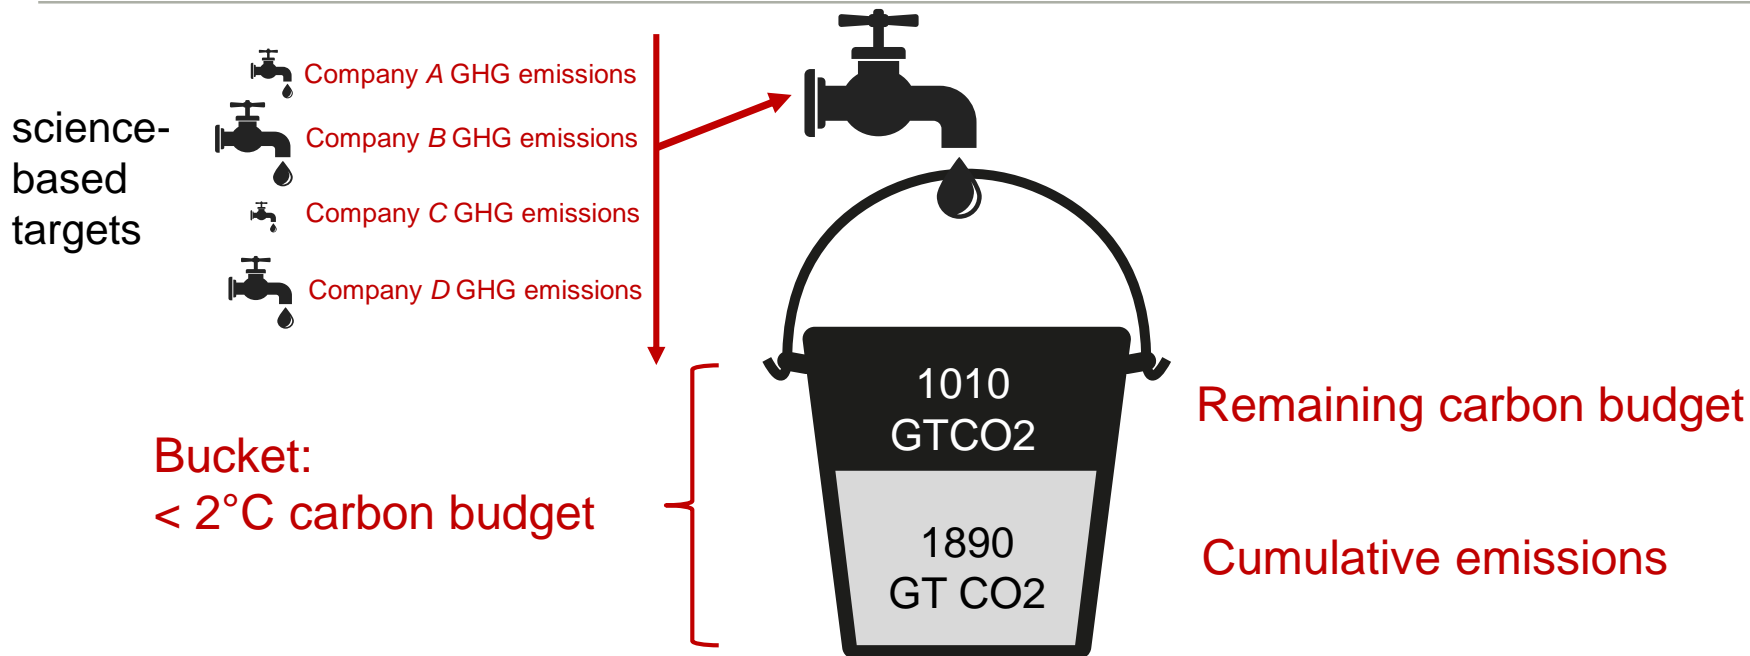 science-
based
targets
Company A GHG emissions
Company B GHG emissions
Company C GHG emissions
Company D GHG emissions
Bucket:
< 2°C carbon budget
1010
GTCO2
1890
GT CO2
Remaining carbon budget
Cumulative emissions